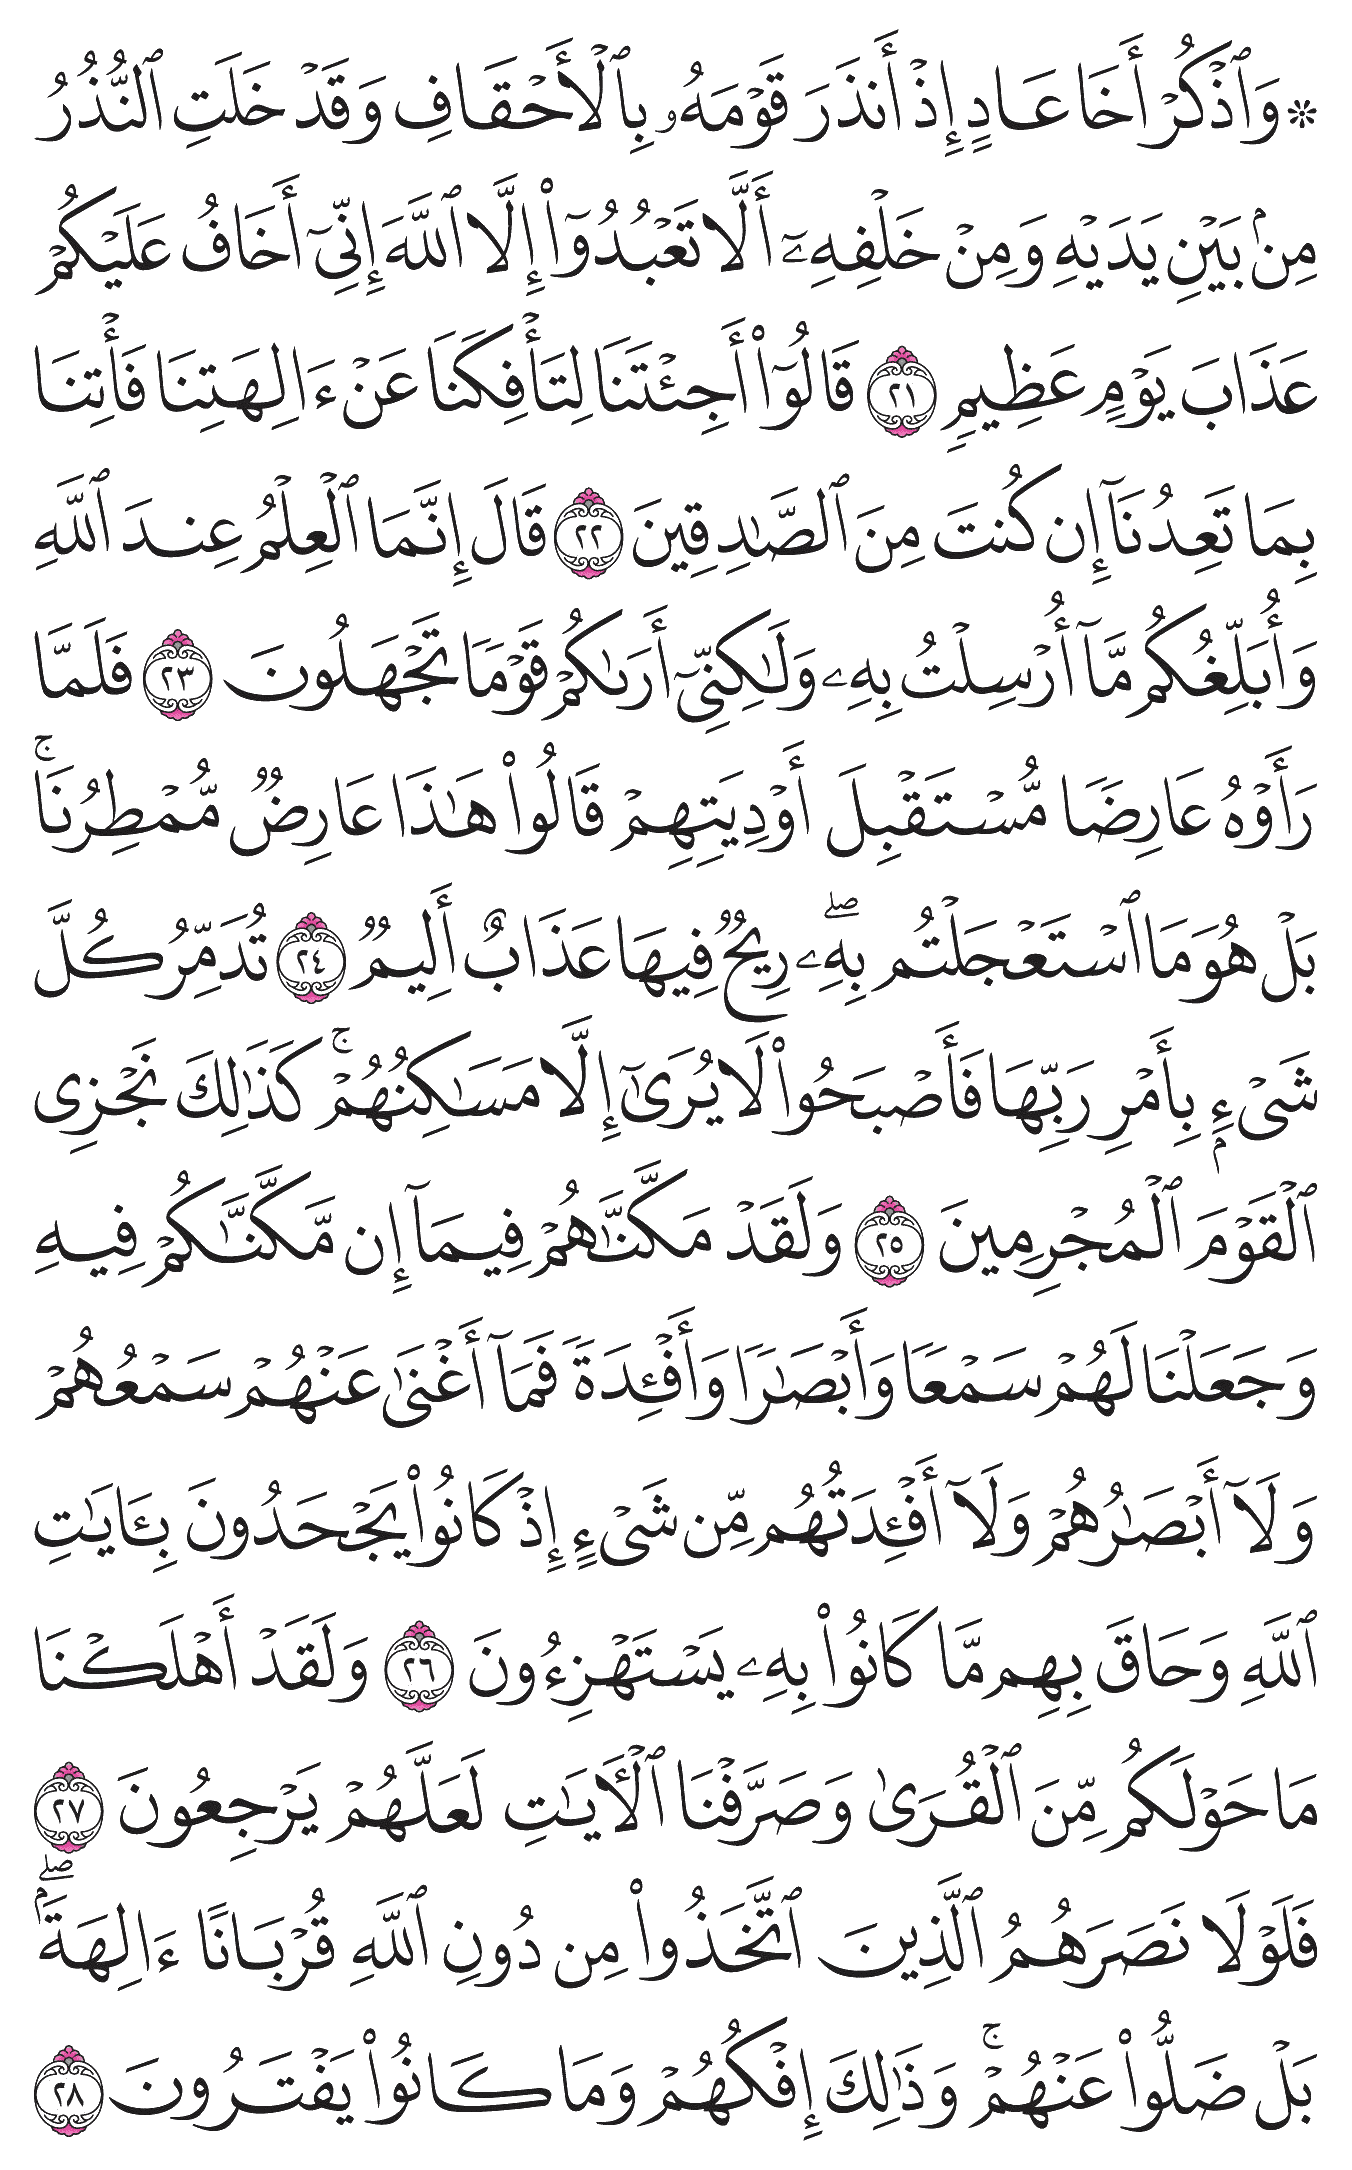 ۞ وَٱذۡكُرۡ أَخَا عَادٍ إِذۡ أَنذَرَ قَوۡمَهُۥ بِٱلۡأَحۡقَافِ وَقَدۡ خَلَتِ ٱلنُّذُرُ
مِنۢ بَيۡنِ يَدَيۡهِ وَمِنۡ خَلۡفِهِۦٓ أَلَّا تَعۡبُدُوٓاْ إِلَّا ٱللَّهَ إِنِّيٓ أَخَافُ عَلَيۡكُمۡ
عَذَابَ يَوۡمٍ عَظِيمٖ ٢١ قَالُوٓاْ أَجِئۡتَنَا لِتَأۡفِكَنَا عَنۡ ءَالِهَتِنَا فَأۡتِنَا
بِمَا تَعِدُنَآ إِن كُنتَ مِنَ ٱلصَّٰدِقِينَ ٢٢ قَالَ إِنَّمَا ٱلۡعِلۡمُ عِندَ ٱللَّهِ
وَأُبَلِّغُكُم مَّآ أُرۡسِلۡتُ بِهِۦ وَلَٰكِنِّيٓ أَرَىٰكُمۡ قَوۡمٗا تَجۡهَلُونَ ٢٣ فَلَمَّا
رَأَوۡهُ عَارِضٗا مُّسۡتَقۡبِلَ أَوۡدِيَتِهِمۡ قَالُواْ هَٰذَا عَارِضٞ مُّمۡطِرُنَاۚ
بَلۡ هُوَ مَا ٱسۡتَعۡجَلۡتُم بِهِۦۖ رِيحٞ فِيهَا عَذَابٌ أَلِيمٞ ٢٤ تُدَمِّرُ كُلَّ
شَيۡءِۭ بِأَمۡرِ رَبِّهَا فَأَصۡبَحُواْ لَا يُرَىٰٓ إِلَّا مَسَٰكِنُهُمۡۚ كَذَٰلِكَ نَجۡزِي
ٱلۡقَوۡمَ ٱلۡمُجۡرِمِينَ ٢٥ وَلَقَدۡ مَكَّنَّٰهُمۡ فِيمَآ إِن مَّكَّنَّٰكُمۡ فِيهِ
وَجَعَلۡنَا لَهُمۡ سَمۡعٗا وَأَبۡصَٰرٗا وَأَفۡـِٔدَةٗ فَمَآ أَغۡنَىٰ عَنۡهُمۡ سَمۡعُهُمۡ
وَلَآ أَبۡصَٰرُهُمۡ وَلَآ أَفۡـِٔدَتُهُم مِّن شَيۡءٍ إِذۡ كَانُواْ يَجۡحَدُونَ بِـَٔايَٰتِ
ٱللَّهِ وَحَاقَ بِهِم مَّا كَانُواْ بِهِۦ يَسۡتَهۡزِءُونَ ٢٦ وَلَقَدۡ أَهۡلَكۡنَا
مَا حَوۡلَكُم مِّنَ ٱلۡقُرَىٰ وَصَرَّفۡنَا ٱلۡأٓيَٰتِ لَعَلَّهُمۡ يَرۡجِعُونَ ٢٧
فَلَوۡلَا نَصَرَهُمُ ٱلَّذِينَ ٱتَّخَذُواْ مِن دُونِ ٱللَّهِ قُرۡبَانًا ءَالِهَةَۢۖ
بَلۡ ضَلُّواْ عَنۡهُمۡۚ وَذَٰلِكَ إِفۡكُهُمۡ وَمَا كَانُواْ يَفۡتَرُونَ ٢٨